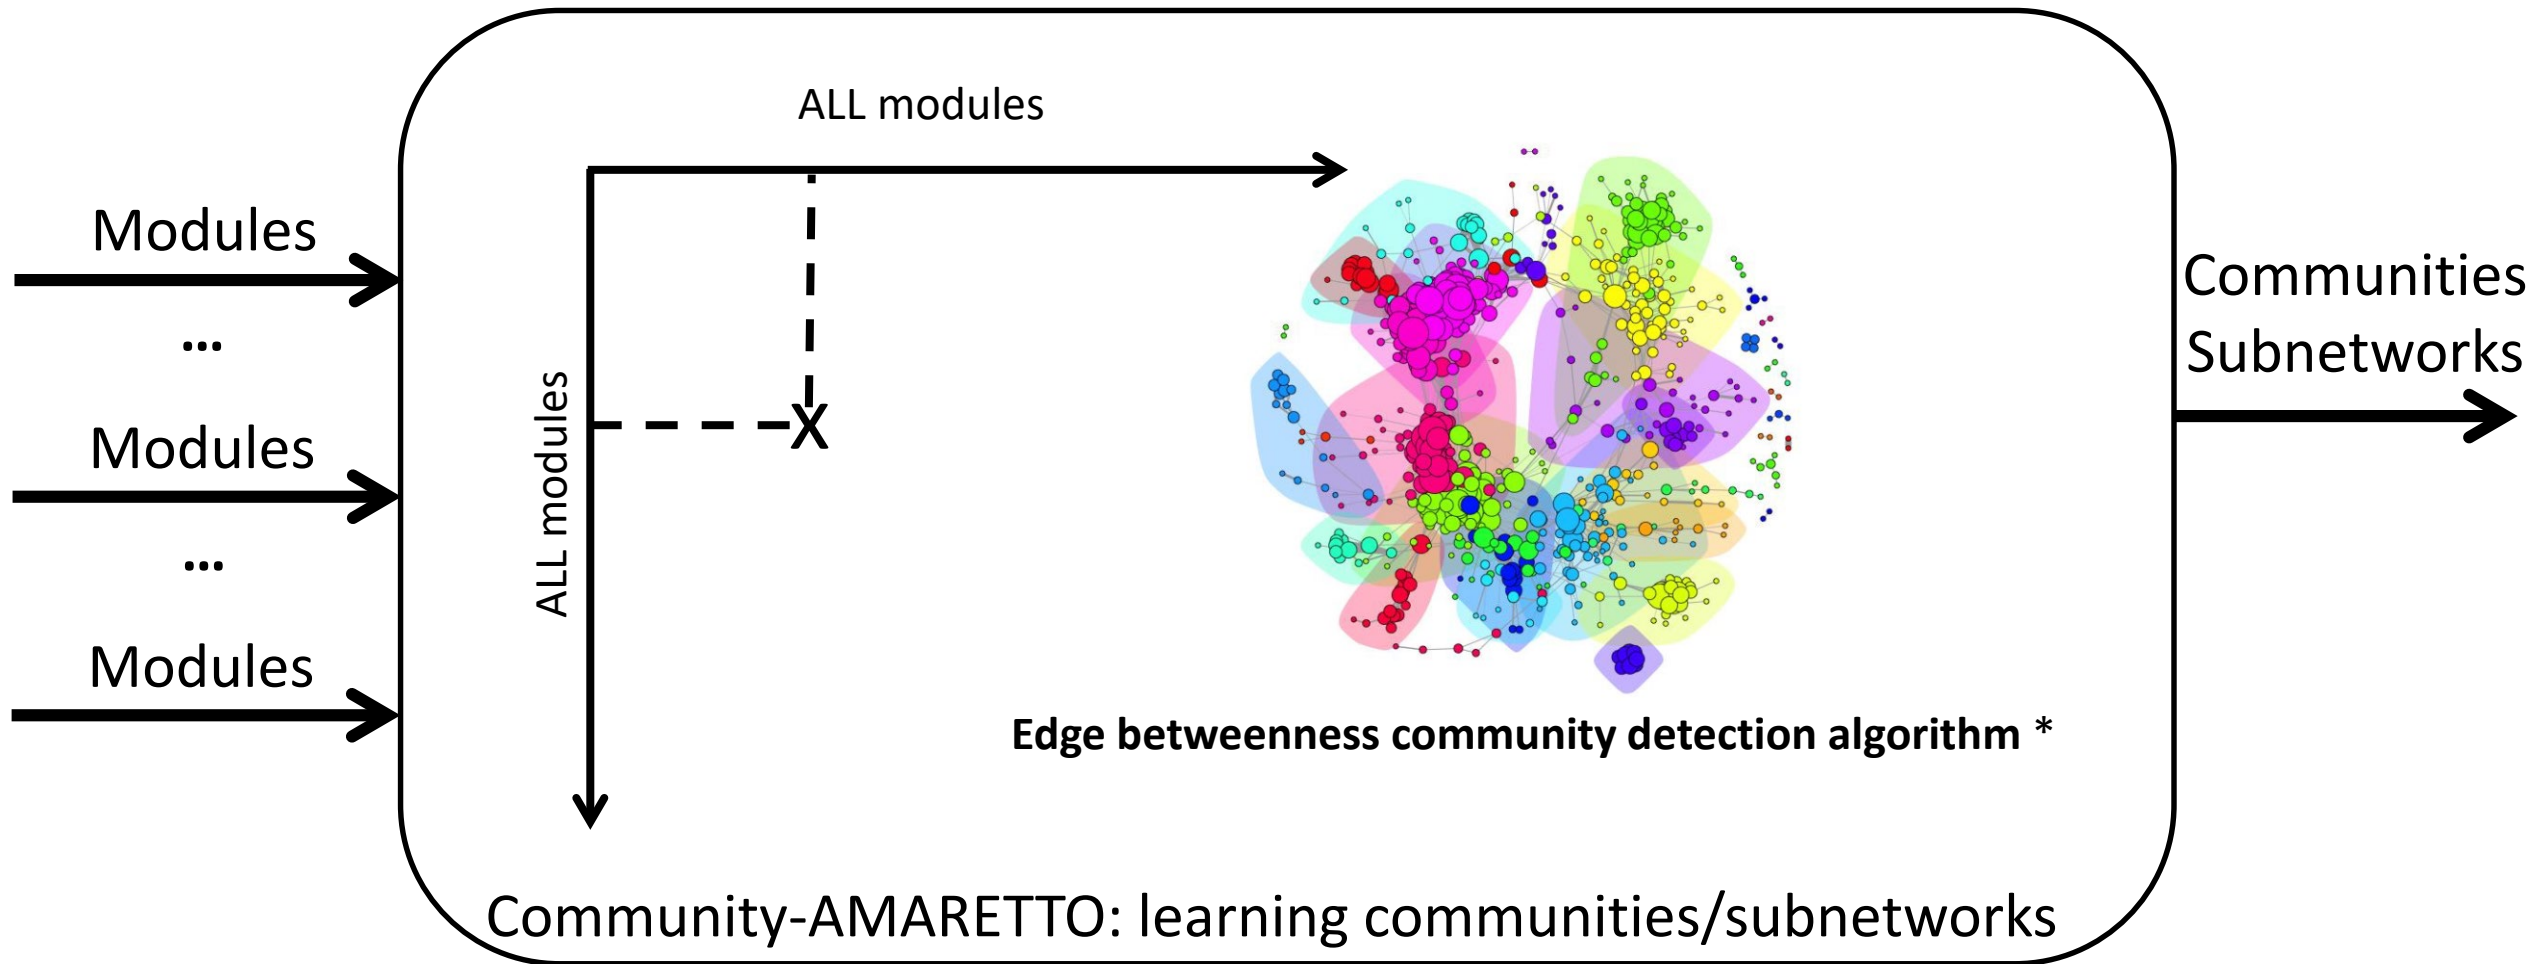 ALL modules
Modules
...
Modules
...
Modules
ALL modules
X
Edge betweenness community detection algorithm *
Community-AMARETTO: learning communities/subnetworks
Communities
Subnetworks